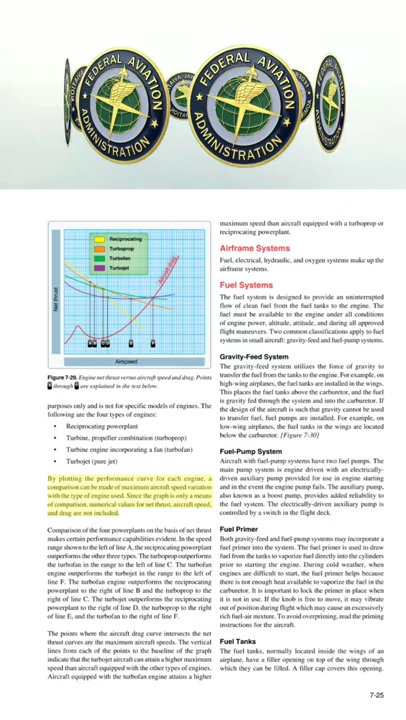 FEDERAL AVIATION
ADMINISTRATION
FEDERAL AVIATION
ADMINISTRATION
Reciprocating
Turboprop
Turbofan
Turbojet
Aircraft drag
Net thrust
Airspeed
Figure 7-29. Engine net thrust versus aircraft speed and drag. Points
through are explained in the text below.
purposes only and is not for specific models of engines. The
following are the four types of engines:
• Reciprocating powerplant
• Turbine, propeller combination (turboprop)
• Turbine engine incorporating a fan (turbofan)
• Turbojet (pure jet)
By plotting the performance curve for each engine, a
comparison can be made of maximum aircraft speed variation
with the type of engine used. Since the graph is only a means
of comparison, numerical values for net thrust, aircraft speed,
and drag are not included.
Comparison of the four powerplants on the basis of net thrust
makes certain performance capabilities evident. In the speed
range shown to the left of line A, the reciprocating powerplant
outperforms the other three types. The turboprop outperforms
the turbofan in the range to the left of line C. The turbofan
engine outperforms the turbojet in the range to the left of
line F. The turbofan engine outperforms the reciprocating
powerplant to the right of line B and the turboprop to the
right of line C. The turbojet outperforms the reciprocating
powerplant to the right of line D, the turboprop to the right
of line E, and the turbofan to the right of line F.
The points where the aircraft drag curve intersects the net
thrust curves are the maximum aircraft speeds. The vertical
lines from each of the points to the baseline of the graph
indicate that the turbojet aircraft can attain a higher maximum
speed than aircraft equipped with the other types of engines.
Aircraft equipped with the turbofan engine attains a higher
maximum speed than aircraft equipped with a turboprop or
reciprocating powerplant.
Airframe Systems
Fuel, electrical, hydraulic, and oxygen systems make up the
airframe systems.
Fuel Systems
The fuel system is designed to provide an uninterrupted
flow of clean fuel from the fuel tanks to the engine. The
fuel must be available to the engine under all conditions
of engine power, altitude, attitude, and during all approved
flight maneuvers. Two common classifications apply to fuel
systems in small aircraft: gravity-feed and fuel-pump systems.
Gravity-Feed System
The gravity-feed system utilizes the force of gravity to
transfer the fuel from the tanks to the engine. For example, on
high-wing airplanes, the fuel tanks are installed in the wings.
This places the fuel tanks above the carburetor, and the fuel
is gravity fed through the system and into the carburetor. If
the design of the aircraft is such that gravity cannot be used
to transfer fuel, fuel pumps are installed. For example, on
low-wing airplanes, the fuel tanks in the wings are located
below the carburetor. [Figure 7-30]
Fuel-Pump System
Aircraft with fuel-pump systems have two fuel pumps. The
main pump system is engine driven with an electrically-
driven auxiliary pump provided for use in engine starting
and in the event the engine pump fails. The auxiliary pump,
also known as a boost pump, provides added reliability to
the fuel system. The electrically-driven auxiliary pump is
controlled by a switch in the flight deck.
Fuel Primer
Both gravity-feed and fuel-pump systems may incorporate a
fuel primer into the system. The fuel primer is used to draw
fuel from the tanks to vaporize fuel directly into the cylinders
prior to starting the engine. During cold weather, when
engines are difficult to start, the fuel primer helps because
there is not enough heat available to vaporize the fuel in the
carburetor. It is important to lock the primer in place when
it is not in use. If the knob is free to move, it may vibrate
out of position during flight which may cause an excessively
rich fuel-air mixture. To avoid overpriming, read the priming
instructions for the aircraft.
Fuel Tanks
The fuel tanks, normally located inside the wings of an
airplane, have a filler opening on top of the wing through
which they can be filled. A filler cap covers this opening.
7-25